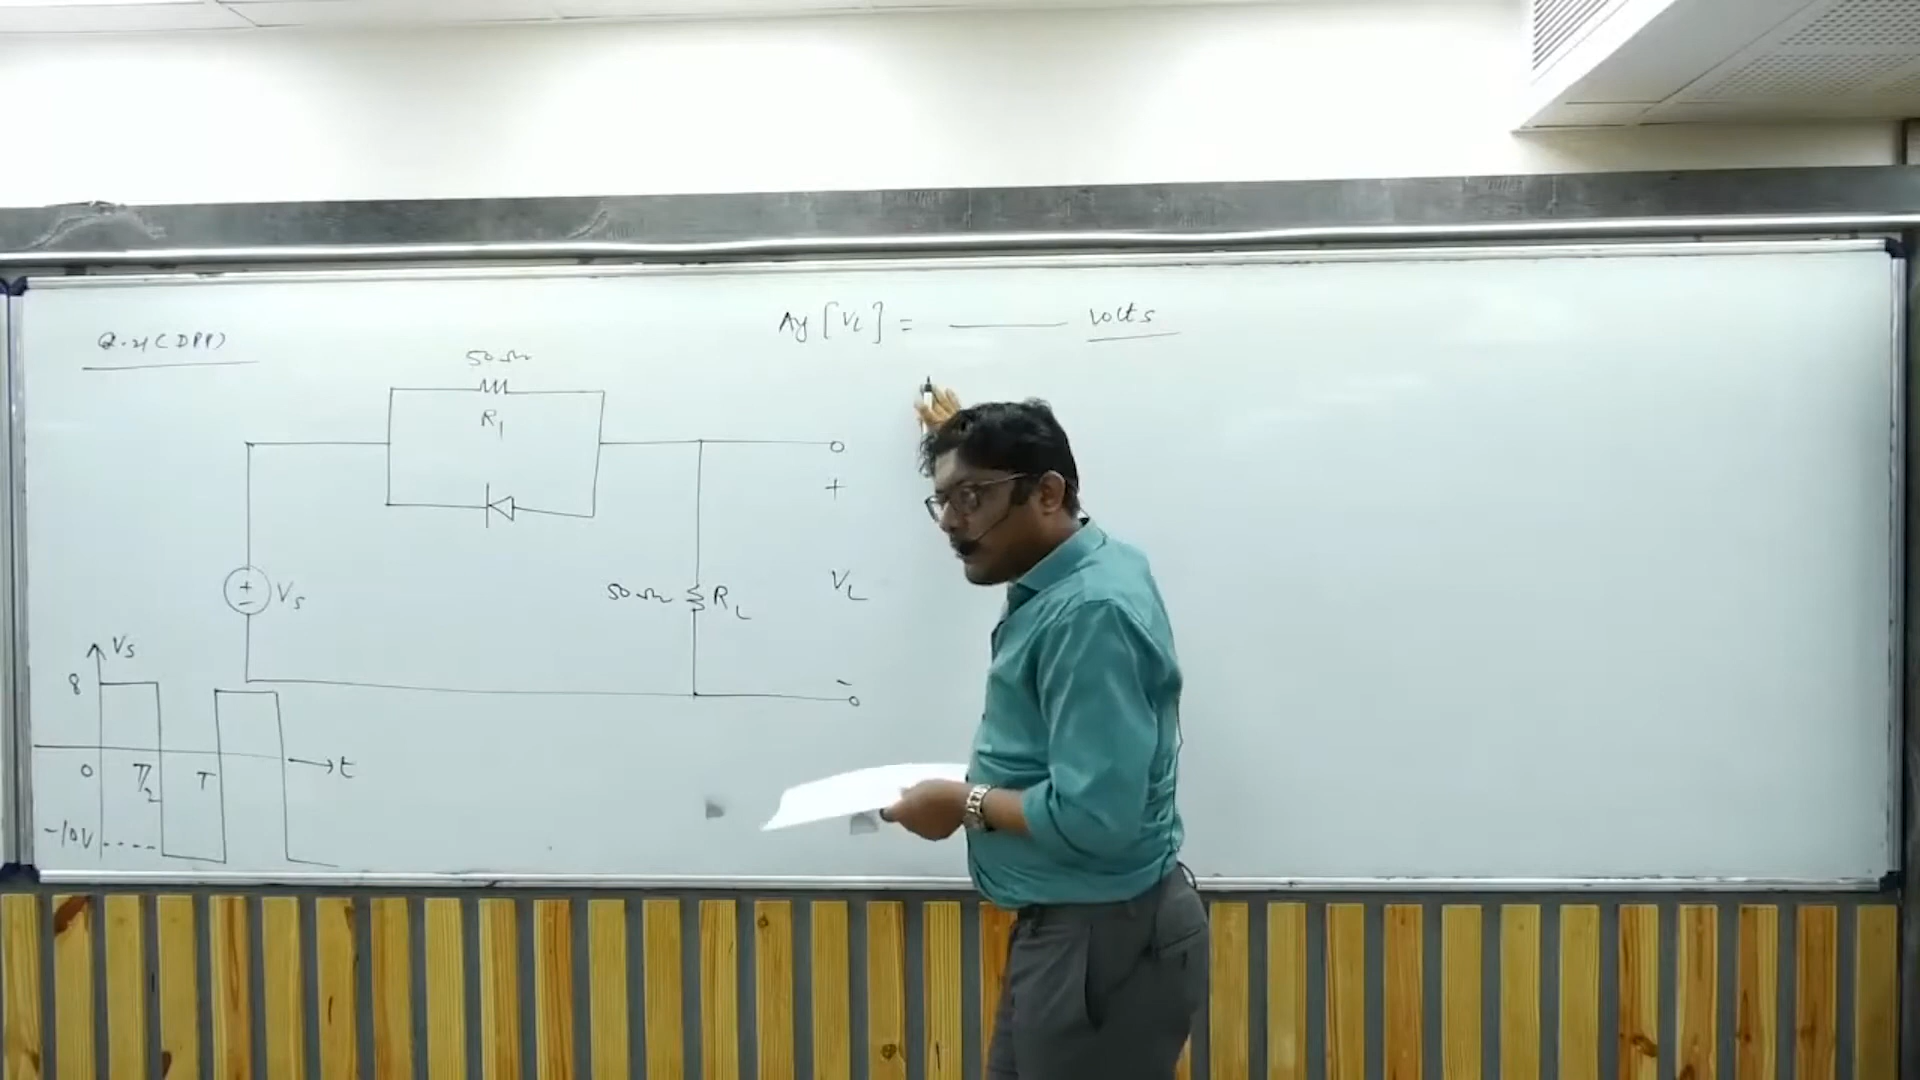 Q.21 (DPP)
Avg [VL] = ______ volts
50Ω
R1
+
VL
-
50Ω RL
+
-
VS
VS
8
0
T/2
T
→ t
-10V